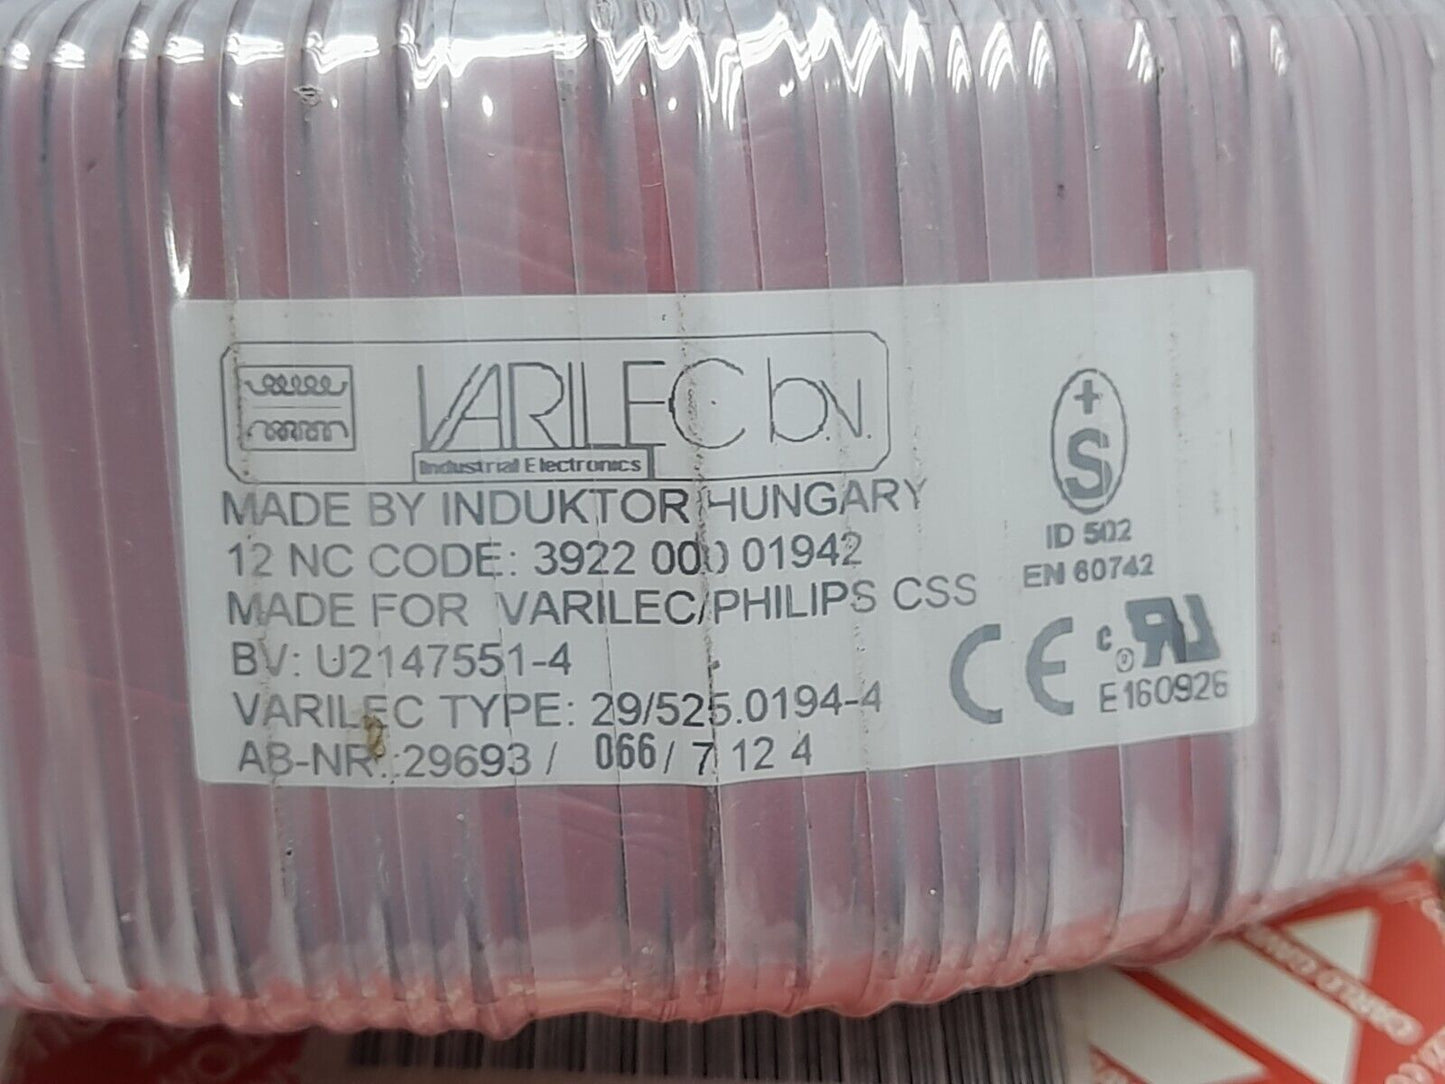 VARILEC b.v.
Industrial Electronics
MADE BY INDUKTOR HUNGARY
12 NC CODE: 3922 000 01942
MADE FOR VARILEC/PHILIPS CSS
BV: U2147551-4
VARILEC TYPE: 29/525.0194-4
AB-NR.:29693 / 066 / 7 12 4
+
S
ID 502
EN 60742
CE
c RU ®
E160926
CARLO